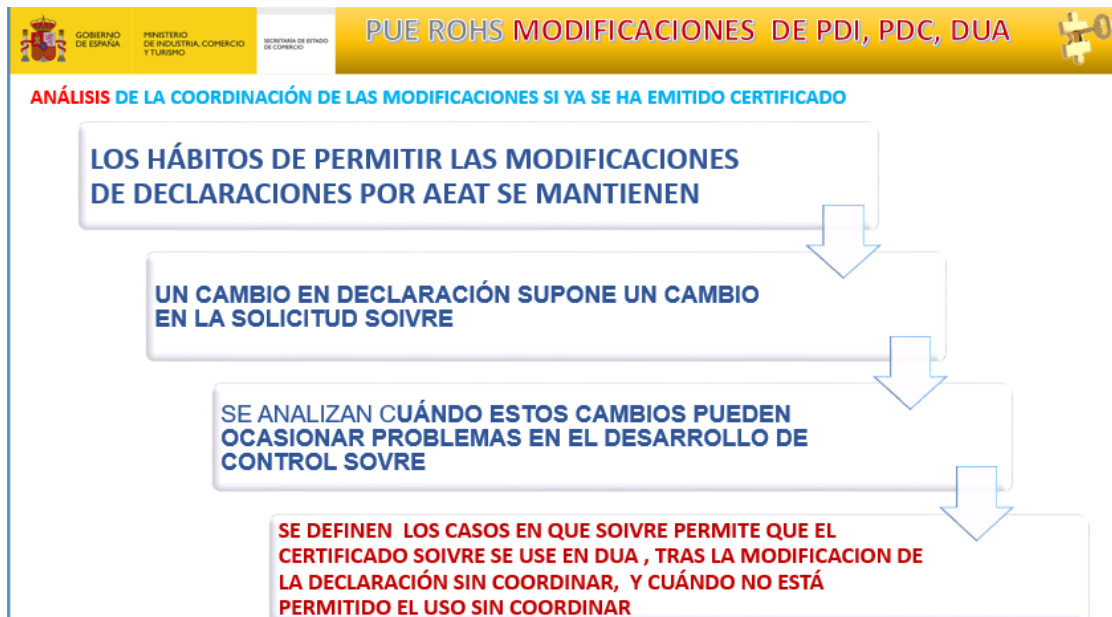 GOBIERNO
DE ESPAÑA
MINISTERIO
DE INDUSTRIA, COMERCIO
Y TURISMO
SECRETARÍA DE ESTADO
DE COMERCIO
PUE ROHS MODIFICACIONES DE PDI, PDC, DUA
ANÁLISIS DE LA COORDINACIÓN DE LAS MODIFICACIONES SI YA SE HA EMITIDO CERTIFICADO
LOS HÁBITOS DE PERMITIR LAS MODIFICACIONES
DE DECLARACIONES POR AEAT SE MANTIENEN
UN CAMBIO EN DECLARACIÓN SUPONE UN CAMBIO
EN LA SOLICITUD SOIVRE
SE ANALIZAN CUÁNDO ESTOS CAMBIOS PUEDEN
OCASIONAR PROBLEMAS EN EL DESARROLLO DE
CONTROL SOVRE
SE DEFINEN LOS CASOS EN QUE SOIVRE PERMITE QUE EL
CERTIFICADO SOIVRE SE USE EN DUA , TRAS LA MODIFICACION DE
LA DECLARACIÓN SIN COORDINAR, Y CUÁNDO NO ESTÁ
PERMITIDO EL USO SIN COORDINAR